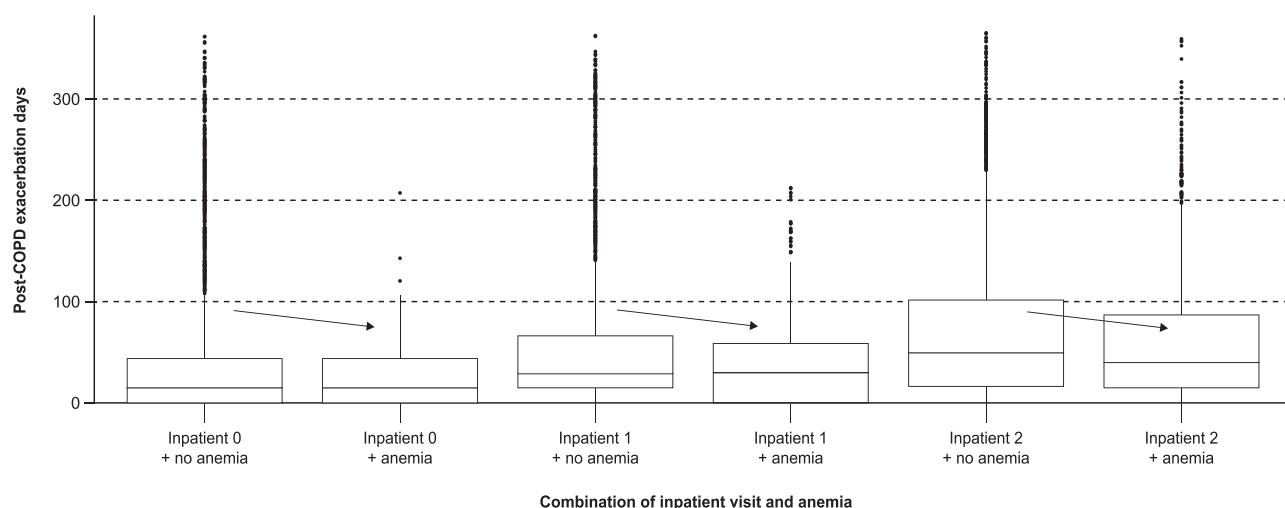 Post-COPD exacerbation days
300
200
100
0
Inpatient 0
+ no anemia
Inpatient 0
+ anemia
Inpatient 1
+ no anemia
Inpatient 1
+ anemia
Inpatient 2
+ no anemia
Inpatient 2
+ anemia
Combination of inpatient visit and anemia